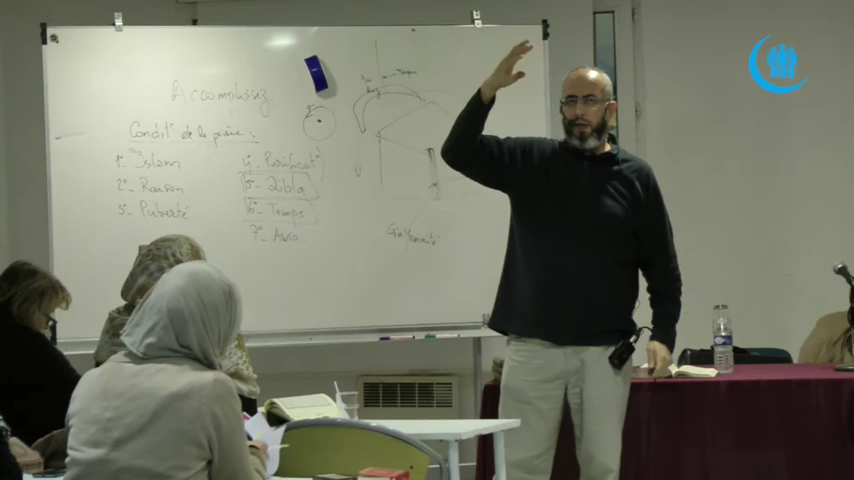 Accomplissez
Condit° de la prière :
1°- Islam
2°- Raison
3°- Puberté
4°- Purificat°
5°- Qibla
6°- Temps
7°- Awra